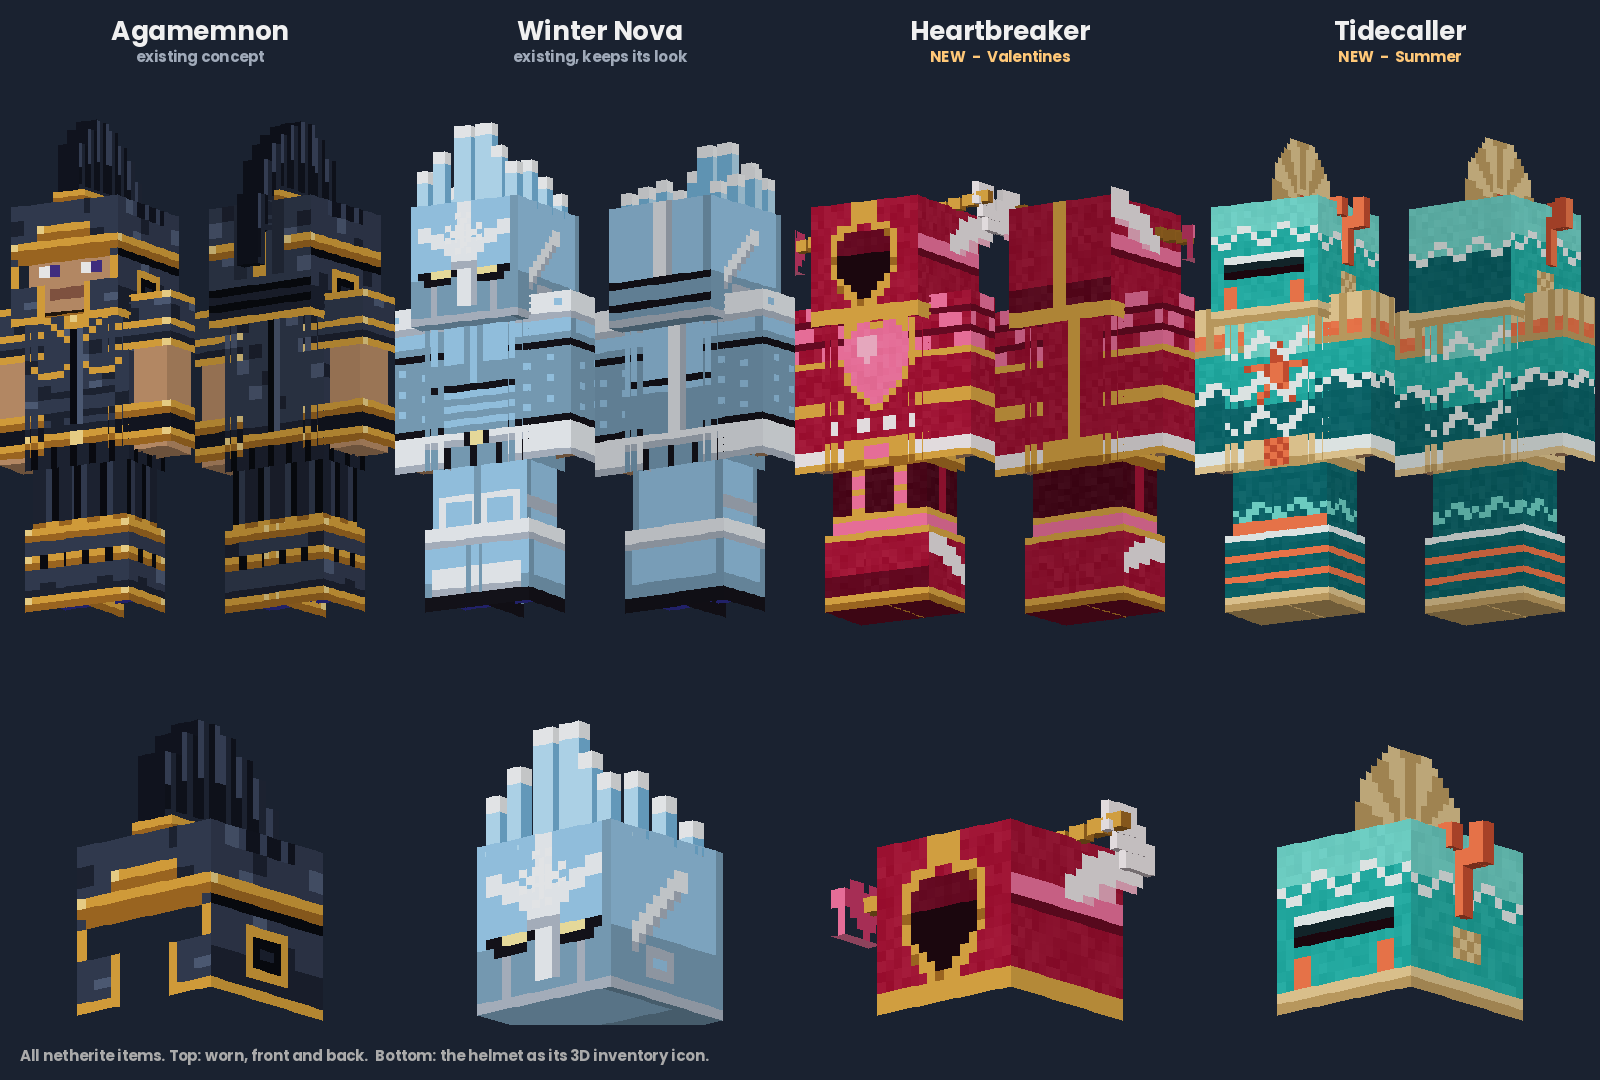 Agamemnon
existing concept
Winter Nova
existing, keeps its look
Heartbreaker
NEW - Valentines
Tidecaller
NEW - Summer
All netherite items. Top: worn, front and back. Bottom: the helmet as its 3D inventory icon.